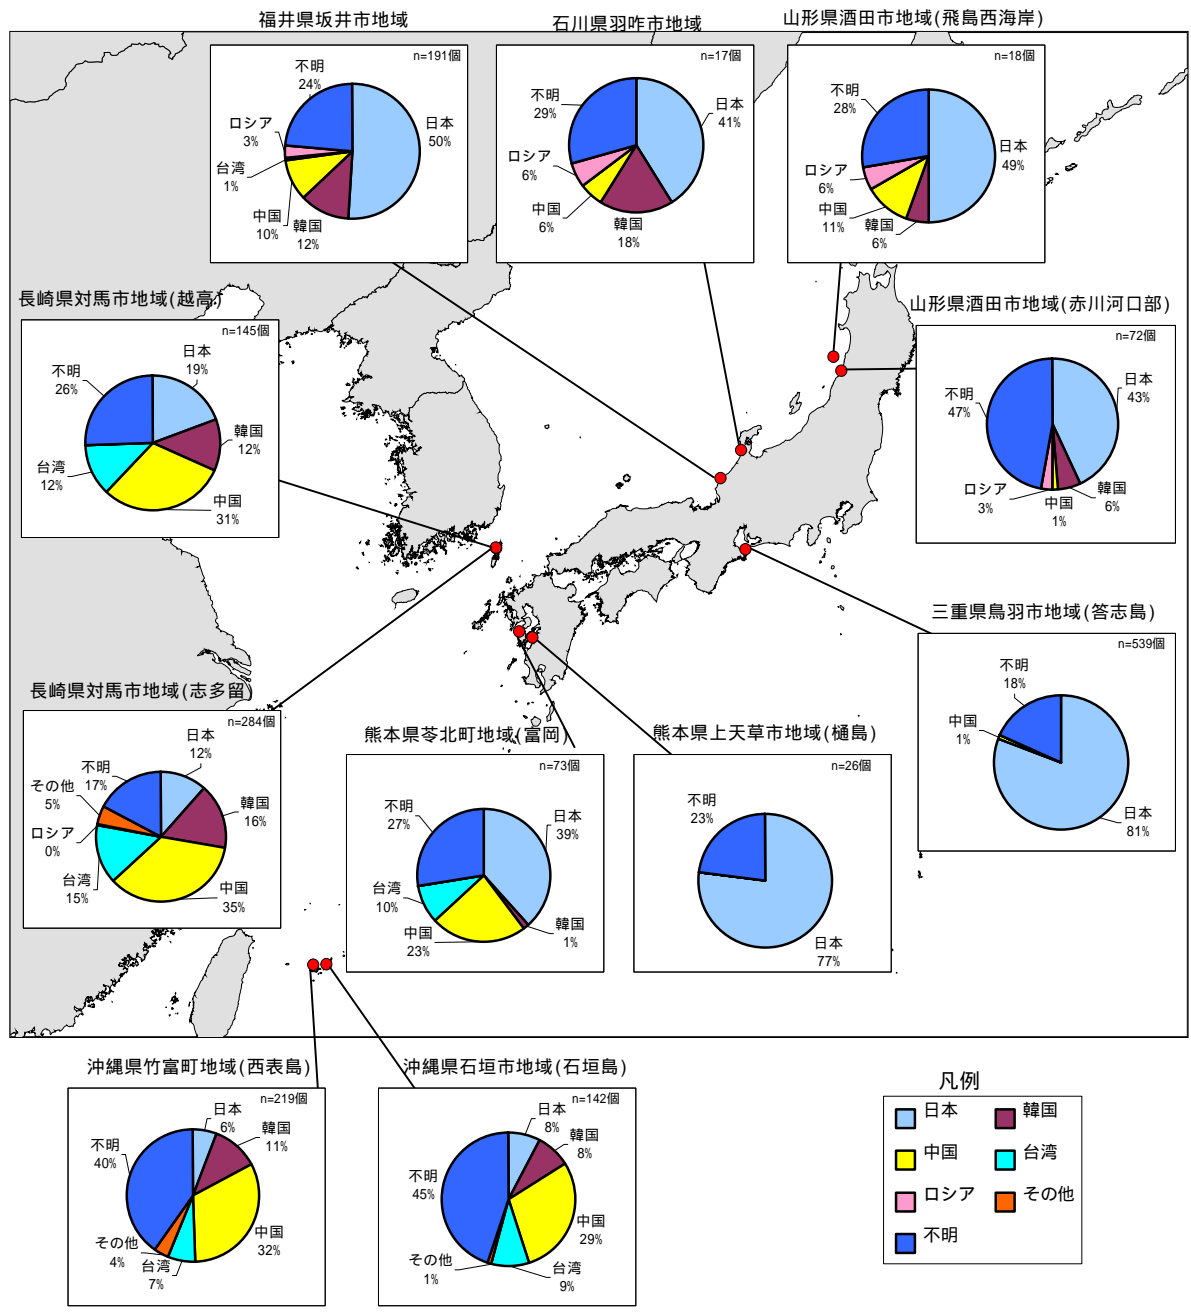 福井県坂井市地域
n=191個
不明
24%
ロシア
3%
台湾
1%
中国
10%
韓国
12%
日本
50%
石川県羽咋市地域
n=17個
不明
29%
ロシア
6%
中国
6%
韓国
18%
日本
41%
山形県酒田市地域(飛島西海岸)
n=18個
不明
28%
ロシア
6%
中国
11%
韓国
6%
日本
49%
長崎県対馬市地域(越高)
n=145個
日本
19%
不明
26%
韓国
12%
台湾
12%
中国
31%
山形県酒田市地域(赤川河口部)
n=72個
不明
47%
日本
43%
ロシア
3%
中国
1%
韓国
6%
三重県鳥羽市地域(答志島)
n=539個
不明
18%
中国
1%
日本
81%
長崎県対馬市地域(志多留)
n=284個
日本
12%
不明
17%
その他
5%
ロシア
0%
台湾
15%
韓国
16%
中国
35%
熊本県苓北町地域(富岡)
n=73個
不明
27%
日本
39%
台湾
10%
中国
23%
韓国
1%
熊本県上天草市地域(樋島)
n=26個
不明
23%
日本
77%
沖縄県竹富町地域(西表島)
n=219個
日本
6%
韓国
11%
不明
40%
その他
4%
台湾
7%
中国
32%
沖縄県石垣市地域(石垣島)
n=142個
日本
8%
韓国
8%
不明
45%
中国
29%
その他
1%
台湾
9%
凡例
日本
韓国
中国
台湾
ロシア
その他
不明